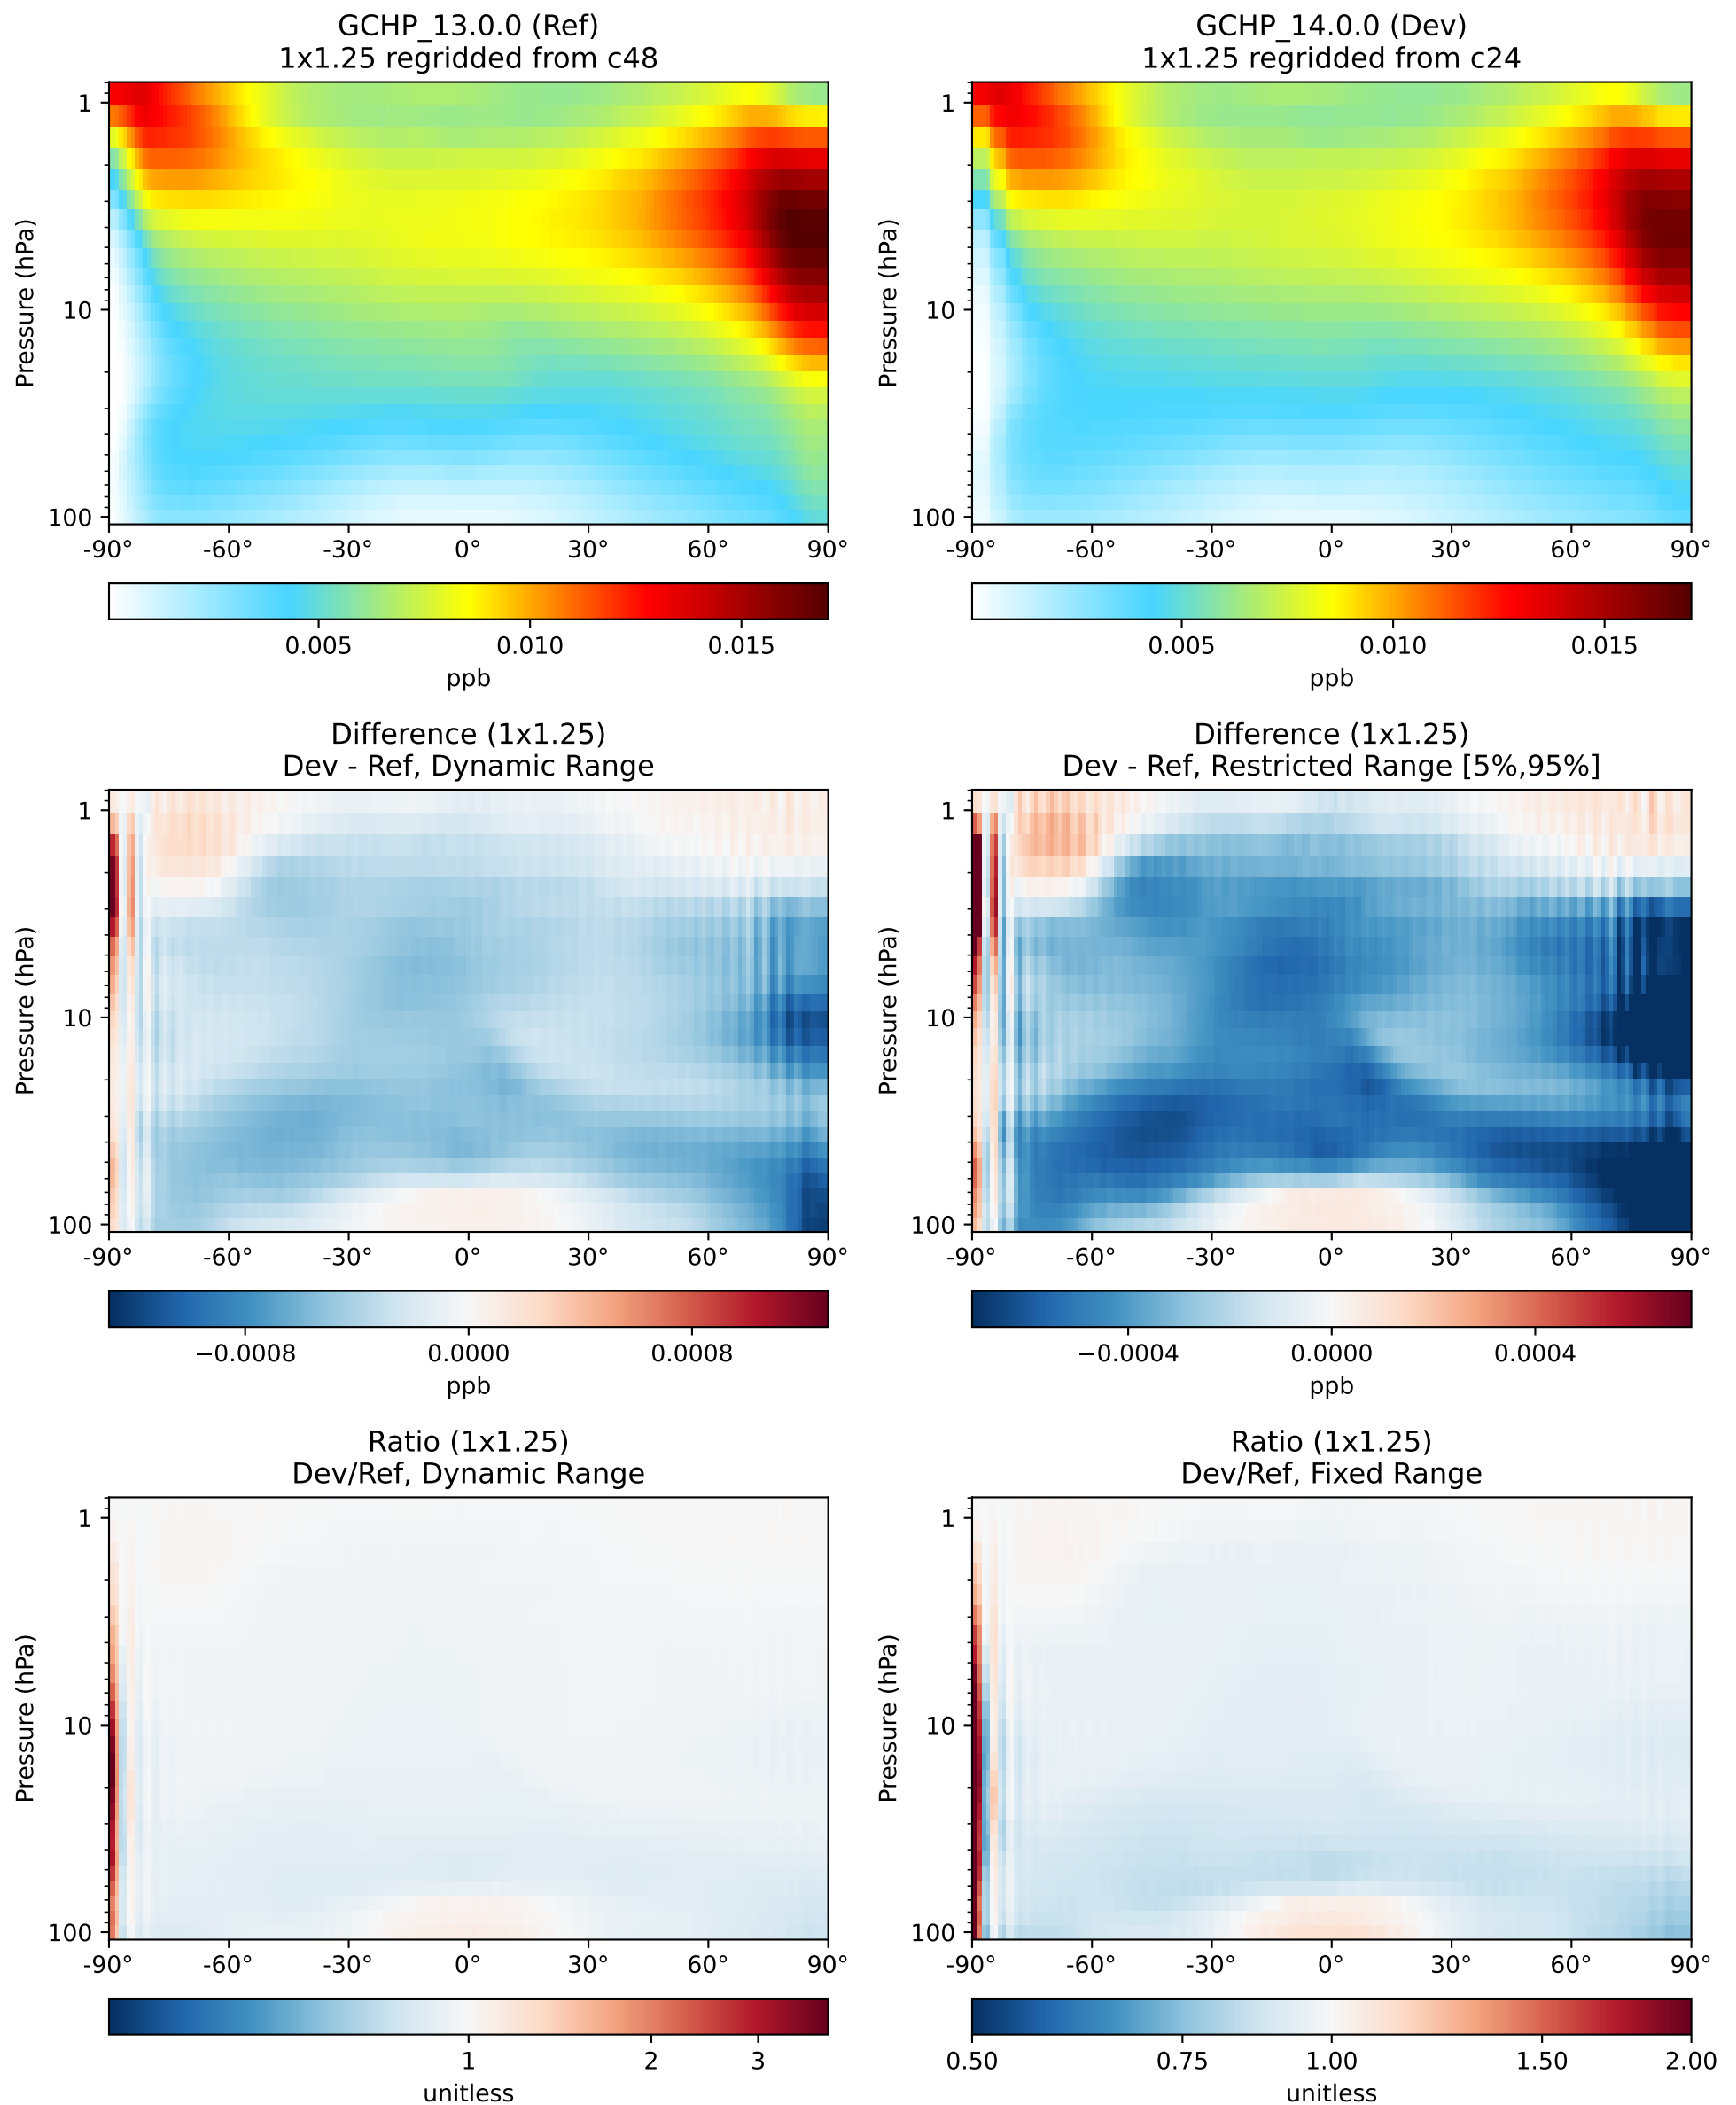 GCHP_13.0.0 (Ref)
1x1.25 regridded from c48
Pressure (hPa)
1
10
100
-90° -60° -30° 0° 30° 60° 90°
0.005 0.010 0.015
ppb
GCHP_14.0.0 (Dev)
1x1.25 regridded from c24
Pressure (hPa)
1
10
100
-90° -60° -30° 0° 30° 60° 90°
0.005 0.010 0.015
ppb
Difference (1x1.25)
Dev - Ref, Dynamic Range
Pressure (hPa)
1
10
100
-90° -60° -30° 0° 30° 60° 90°
−0.0008 0.0000 0.0008
ppb
Difference (1x1.25)
Dev - Ref, Restricted Range [5%,95%]
Pressure (hPa)
1
10
100
-90° -60° -30° 0° 30° 60° 90°
−0.0004 0.0000 0.0004
ppb
Ratio (1x1.25)
Dev/Ref, Dynamic Range
Pressure (hPa)
1
10
100
-90° -60° -30° 0° 30° 60° 90°
1 2 3
unitless
Ratio (1x1.25)
Dev/Ref, Fixed Range
Pressure (hPa)
1
10
100
-90° -60° -30° 0° 30° 60° 90°
0.50 0.75 1.00 1.50 2.00
unitless